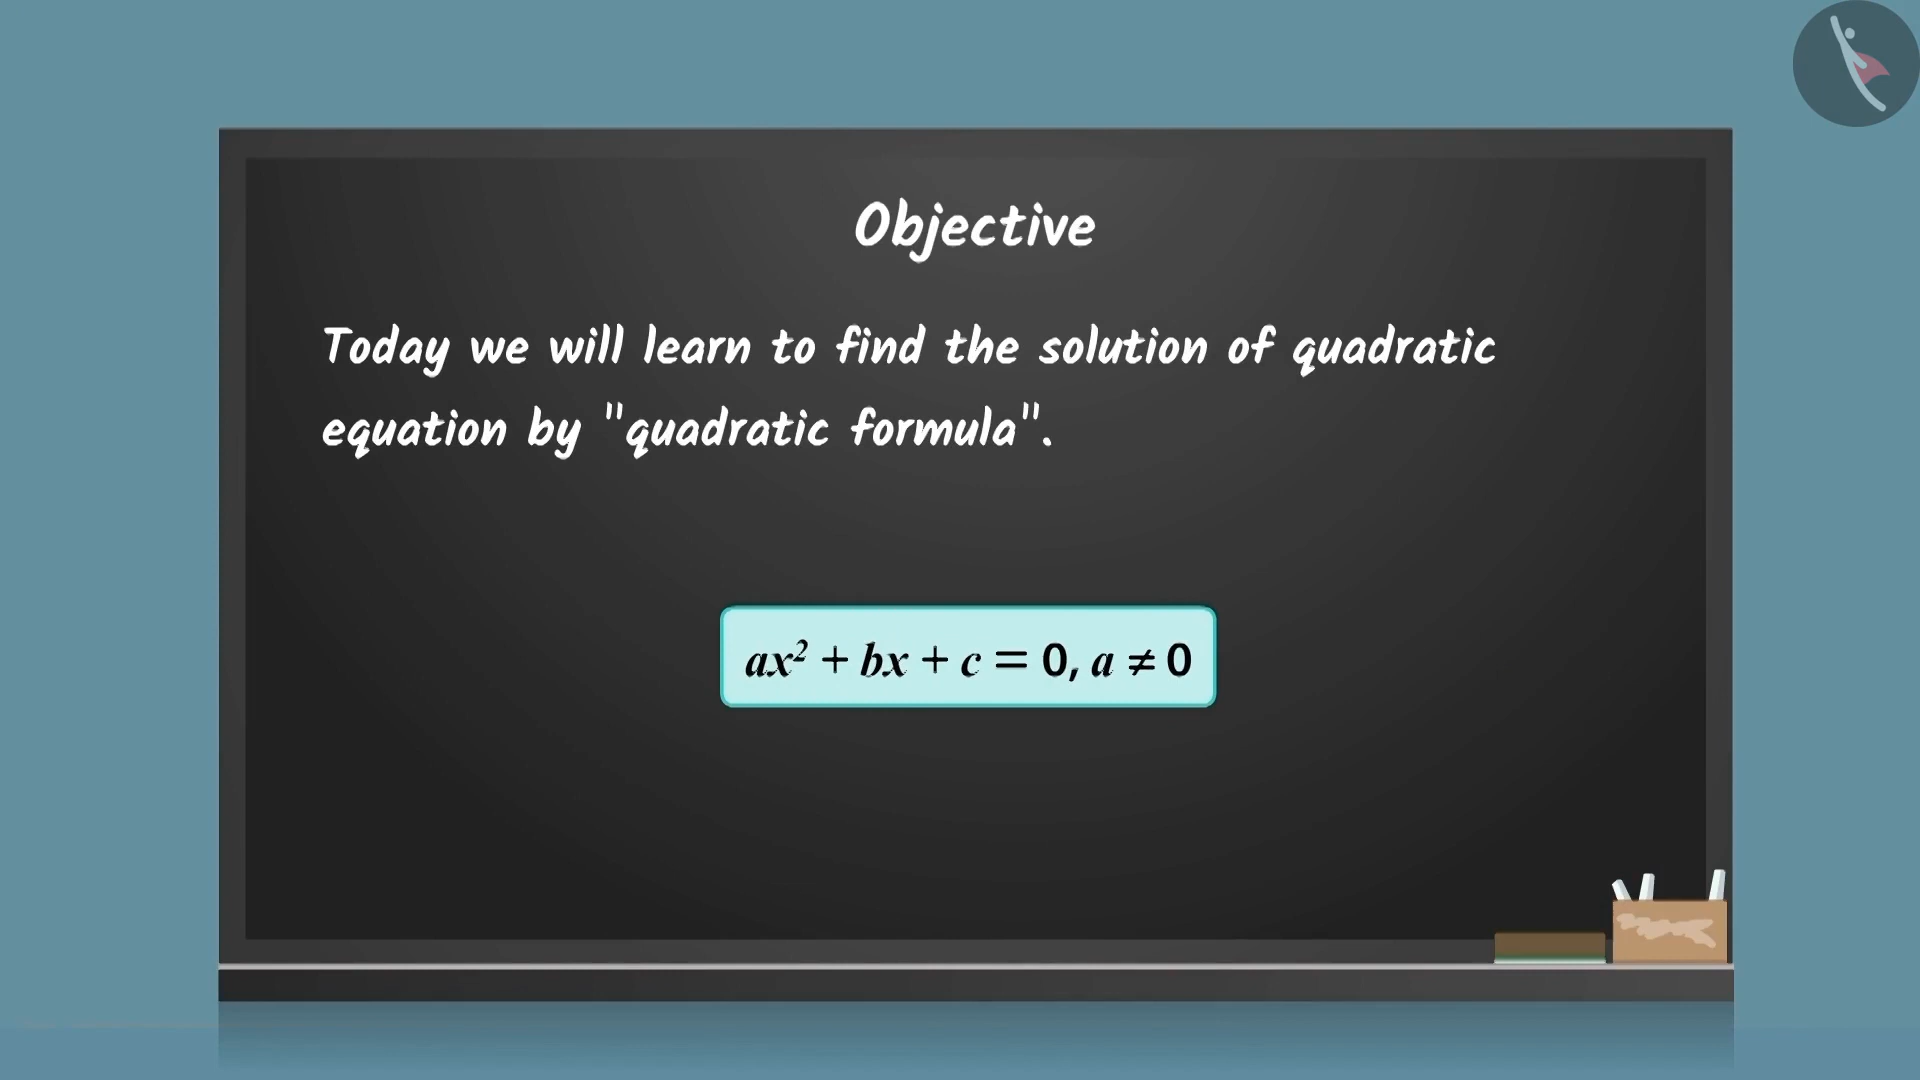 Objective
Today we will learn to find the solution of quadratic
equation by "quadratic formula".
ax² + bx + c = 0, a ≠ 0